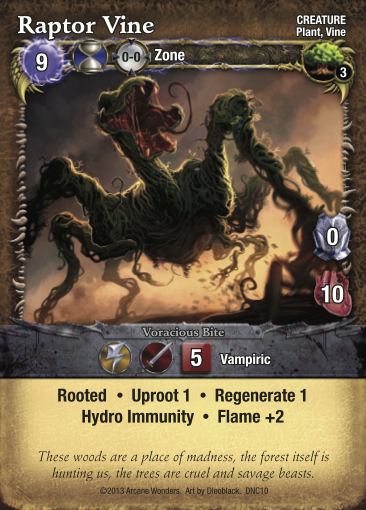 Raptor Vine
CREATURE
Plant, Vine
9
0-0 Zone
3
0
10
Voracious Bite
5 Vampiric
Rooted • Uproot 1 • Regenerate 1
Hydro Immunity • Flame +2
These woods are a place of madness, the forest itself is
hunting us, the trees are cruel and savage beasts.
©2013 Arcane Wonders. Art by Dleoblack. DNC10